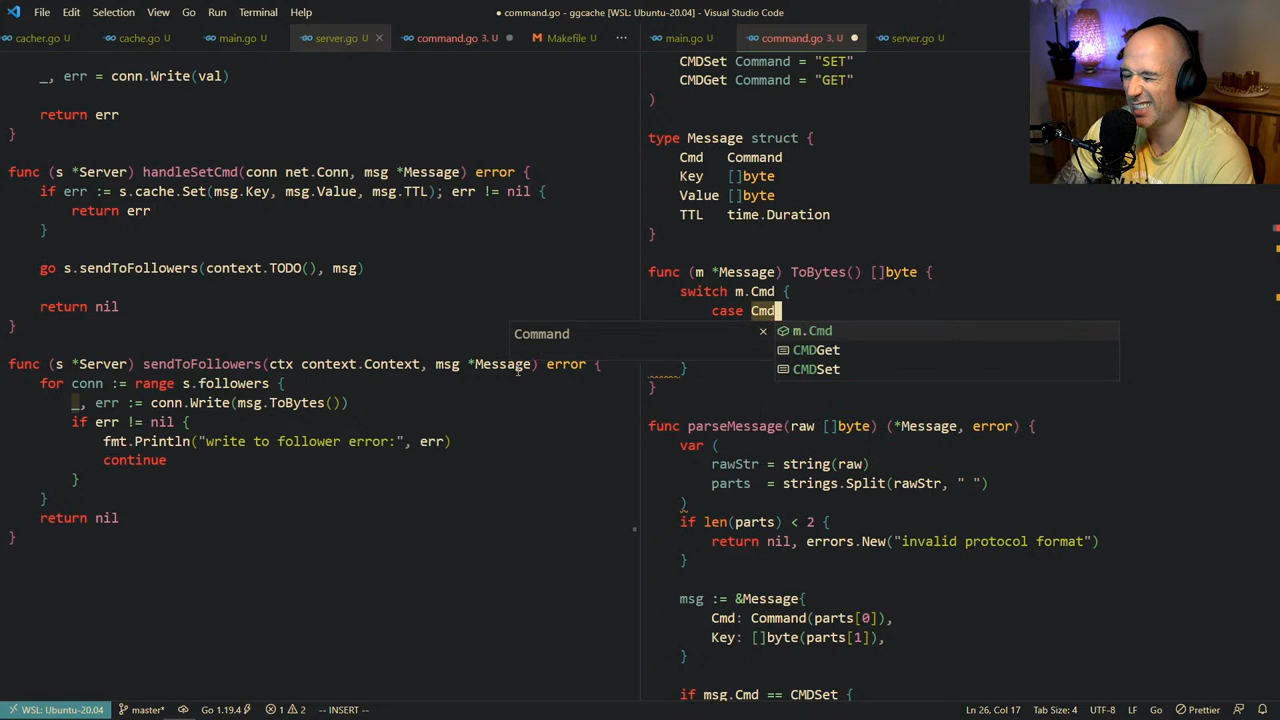 File Edit Selection View Go Run Terminal Help
● command.go - ggcache [WSL: Ubuntu-20.04] - Visual Studio Code
cacher.go U cache.go U main.go U server.go U command.go 3, U Makefile U ...
main.go U command.go 3, U server.go U
_, err = conn.Write(val)
return err
}
func (s *Server) handleSetCmd(conn net.Conn, msg *Message) error {
if err := s.cache.Set(msg.Key, msg.Value, msg.TTL); err != nil {
return err
}
go s.sendToFollowers(context.TODO(), msg)
return nil
}
func (s *Server) sendToFollowers(ctx context.Context, msg *Message) error {
for conn := range s.followers {
_, err := conn.Write(msg.ToBytes())
if err != nil {
fmt.Println("write to follower error:", err)
continue
}
}
return nil
}
CMDSet Command = "SET"
CMDGet Command = "GET"
)
type Message struct {
Cmd Command
Key []byte
Value []byte
TTL time.Duration
}
func (m *Message) ToBytes() []byte {
switch m.Cmd {
case Cmd
Command
m.Cmd
CMDGet
CMDSet
}
}
func parseMessage(raw []byte) (*Message, error) {
var (
rawStr = string(raw)
parts = strings.Split(rawStr, " ")
)
if len(parts) < 2 {
return nil, errors.New("invalid protocol format")
}
msg := &Message{
Cmd: Command(parts[0]),
Key: []byte(parts[1]),
}
if msg.Cmd == CMDSet {
WSL: Ubuntu-20.04 master* Go 1.19.4 1 2 -- INSERT -- Ln 26, Col 17 Tab Size: 4 UTF-8 LF Go Prettier